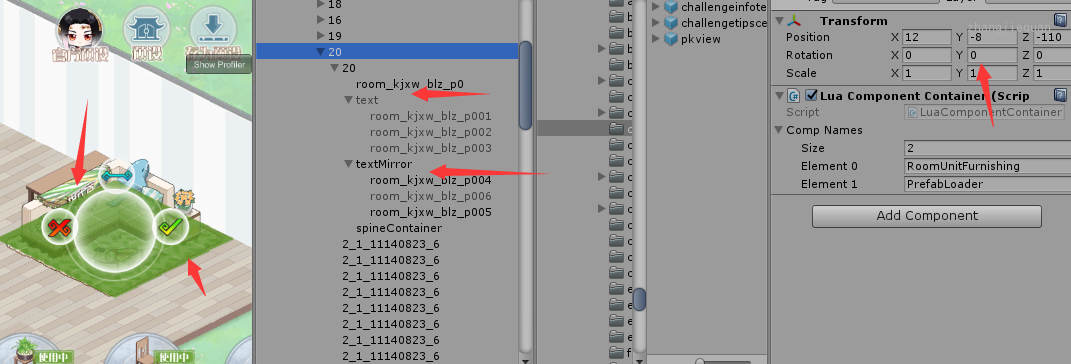 Show Profiler
使用中
使用中
18
16
19
20
20
room_kjxw_blz_p0
text
room_kjxw_blz_p001
room_kjxw_blz_p002
room_kjxw_blz_p003
textMirror
room_kjxw_blz_p004
room_kjxw_blz_p006
room_kjxw_blz_p005
spineContainer
2_1_11140823_6
2_1_11140823_6
2_1_11140823_6
2_1_11140823_6
2_1_11140823_6
2_1_11140823_6
2_1_11140823_6
2_1_11140823_6
challengeinfote
challengetipsce
pkview
Transform
Position X 12 Y -8 Z -110
Rotation X 0 Y 0 Z 0
Scale X 1 Y 1 Z 1
Lua Component Container (Scrip
Script LuaComponentContainer
Comp Names
Size 2
Element 0 RoomUnitFurnishing
Element 1 PrefabLoader
Add Component